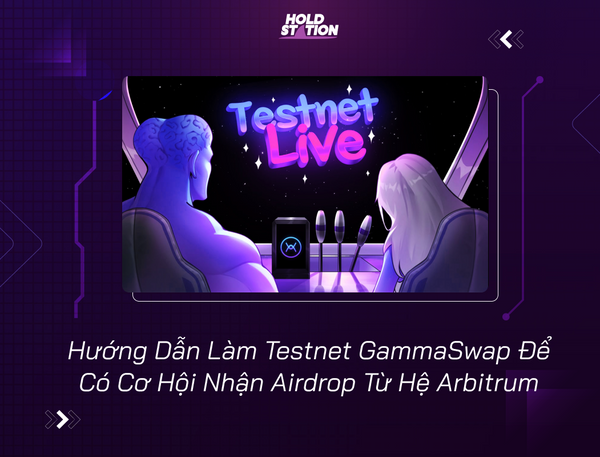 HOLD
STATION
Testnet
Live
Hướng Dẫn Làm Testnet GammaSwap Để
Có Cơ Hội Nhận Airdrop Từ Hệ Arbitrum